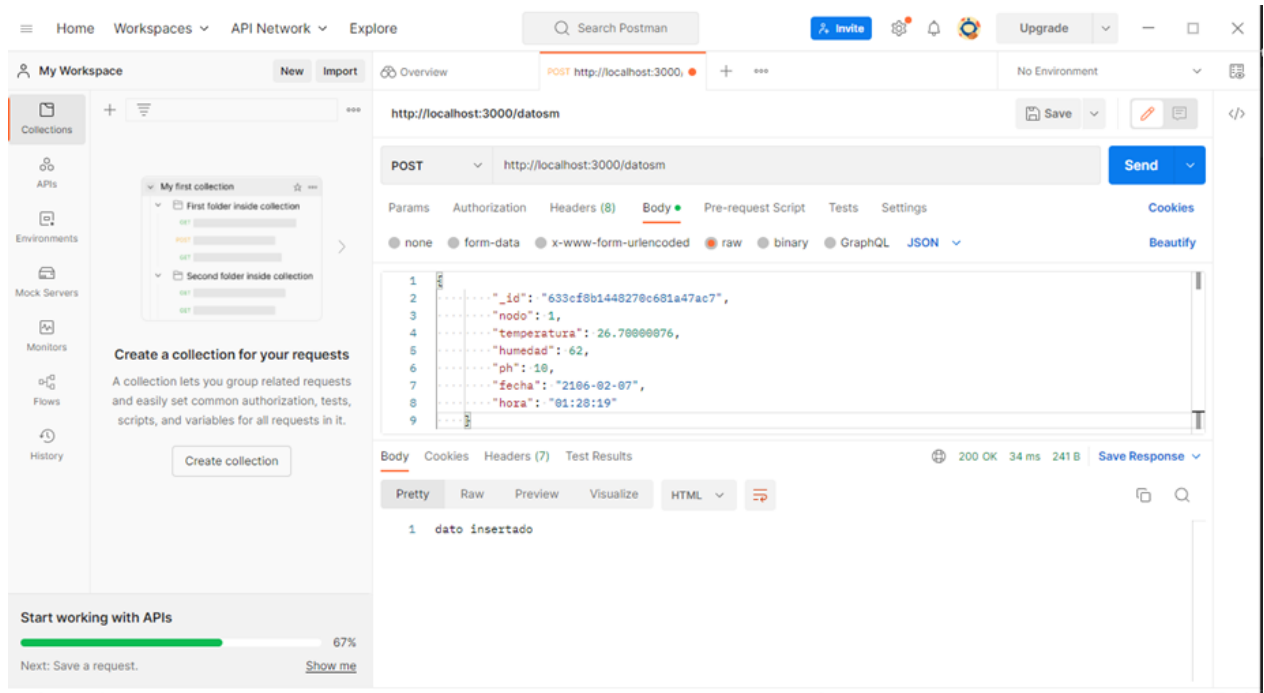 Home Workspaces API Network Explore Search Postman Invite Upgrade
My Workspace New Import Overview POST http://localhost:3000/ No Environment
Collections
APIs
Environments
Mock Servers
Monitors
Flows
History
My first collection
First folder inside collection
GET
POST
GET
Second folder inside collection
GET
GET
Create a collection for your requests
A collection lets you group related requests
and easily set common authorization, tests,
scripts, and variables for all requests in it.
Create collection
Start working with APIs
67%
Next: Save a request. Show me
http://localhost:3000/datosm Save
POST http://localhost:3000/datosm Send
Params Authorization Headers (8) Body Pre-request Script Tests Settings Cookies
none form-data x-www-form-urlencoded raw binary GraphQL JSON Beautify
1 {
2 "_id": "633cf8b1448270c681a47ac7",
3 "nodo": 1,
4 "temperatura": 26.70000076,
5 "humedad": 62,
6 "ph": 10,
7 "fecha": "2106-02-07",
8 "hora": "01:28:19"
9 }
Body Cookies Headers (7) Test Results 200 OK 34 ms 241 B Save Response
Pretty Raw Preview Visualize HTML
1 dato insertado